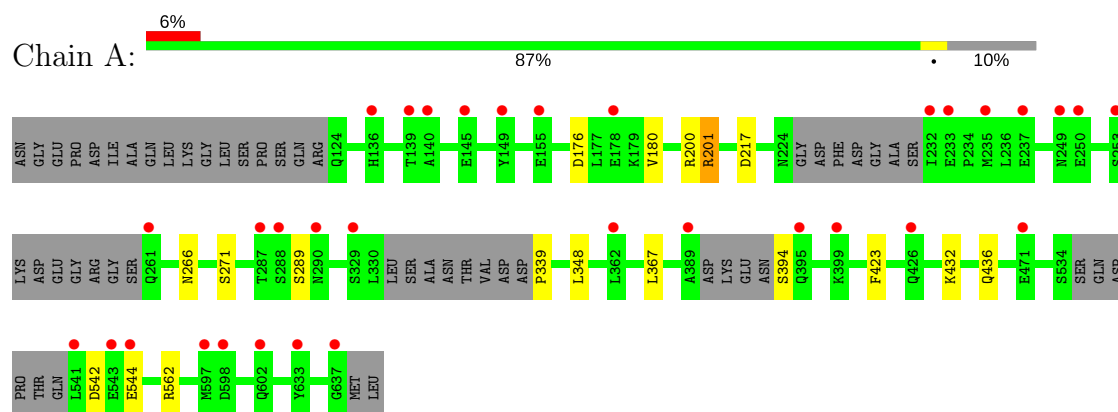 6%
Chain A:
87% • 10%
ASN GLY GLU PRO ASP ILE ALA GLN LEU LYS GLY LEU SER PRO SER GLN ARG Q124 H136 T139 A140 E145 Y149 E155 D176 L177 E178 K179 V180 R200 R201 D217 N224 GLY ASP PHE ASP GLY ALA SER I232 E233 P234 M235 L236 E237 N249 E250
LYS ASP GLU GLY ARG GLY SER Q261 N266 S271 T287 S288 S289 N290 S329 L330 LEU SER ALA ASN THR VAL ASP ASP P339 L348 L362 L367 A389 ASP LYS GLU ASN S394 Q395 K399 F423 Q426 K432 Q436 E471 S534 SER GLN ASP
PRO THR GLN L541 D542 E543 E544 R562 M597 D598 Q602 Y633 G637 MET LEU